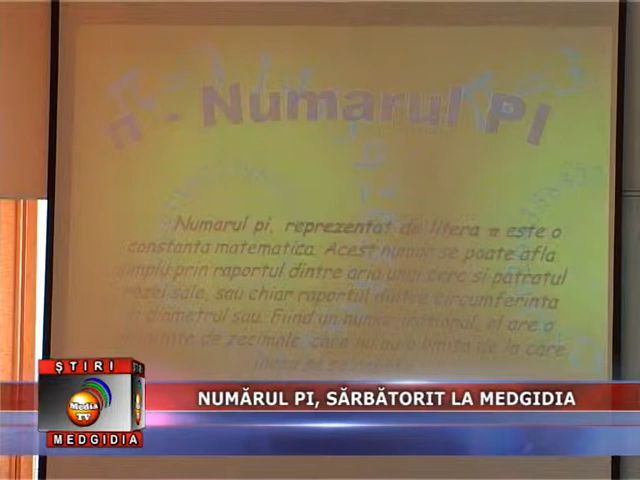 π - Numarul PI
Numarul pi, reprezentat de litera π este o
constanta matematica. Acest numar se poate afla
simplu prin raportul dintre aria unui cerc si patratul
razei sale, sau chiar raportul dintre circumferinta
si diametrul sau. Fiind un numar irational, el are o
de zecimale, care nu au o limita de la care
ȘTIRI
Media TV
MEDGIDIA
NUMĂRUL PI, SĂRBĂTORIT LA MEDGIDIA